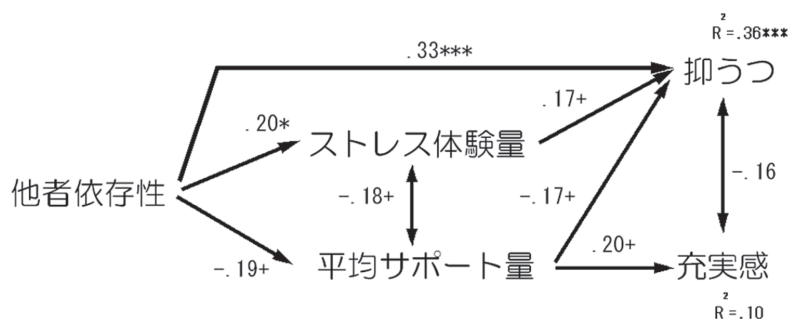 R²=.36***
.33***
抑うつ
.17+
.20*
ストレス体験量
-.16
他者依存性
-.18+
-.17+
.20+
-.19+
平均サポート量
充実感
R²=.10